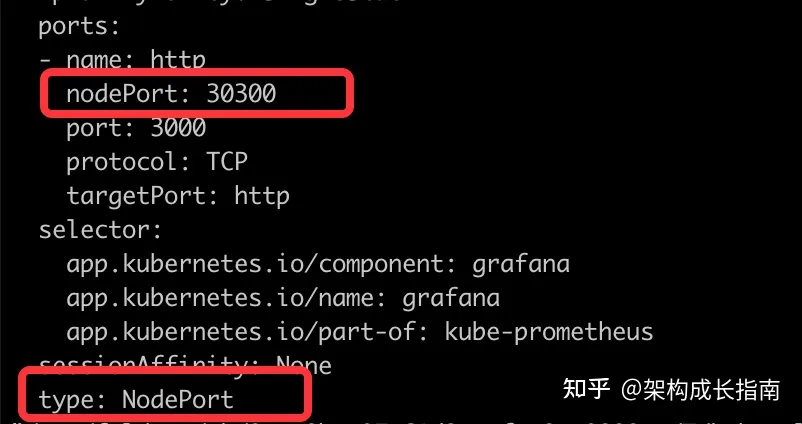 ports:
- name: http
nodePort: 30300
port: 3000
protocol: TCP
targetPort: http
selector:
app.kubernetes.io/component: grafana
app.kubernetes.io/name: grafana
app.kubernetes.io/part-of: kube-prometheus
sessionAffinity: None
type: NodePort
知乎 @架构成长指南